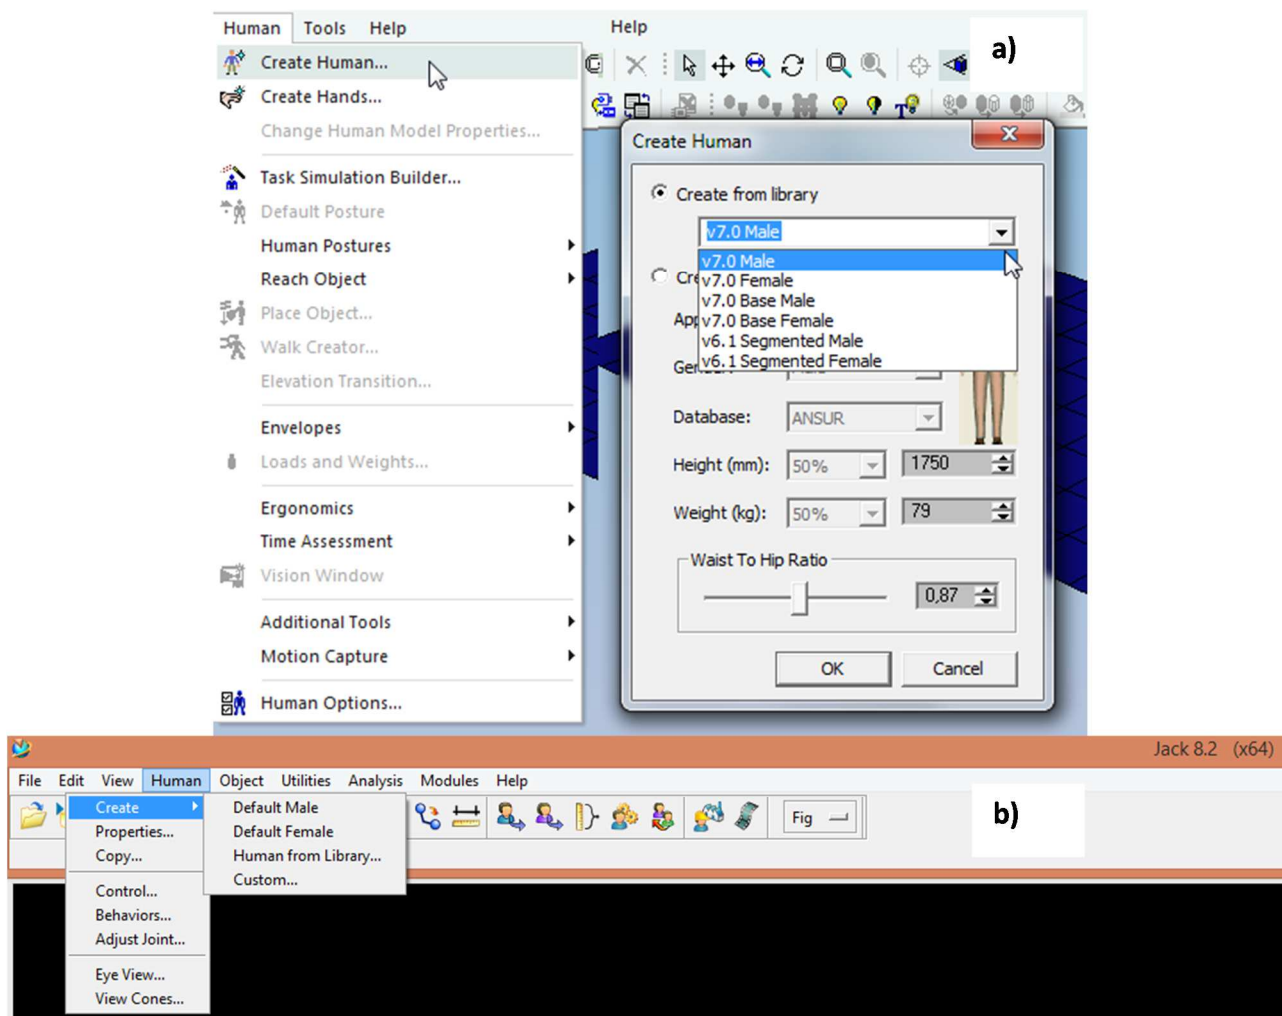 Human Tools Help
Help
a)
Create Human...
Create Hands...
Change Human Model Properties...
Task Simulation Builder...
Default Posture
Human Postures
Reach Object
Place Object...
Walk Creator...
Elevation Transition...
Envelopes
Loads and Weights...
Ergonomics
Time Assessment
Vision Window
Additional Tools
Motion Capture
Human Options...
Create Human
Create from library
v7.0 Male
v7.0 Male
v7.0 Female
v7.0 Base Male
v7.0 Base Female
v6.1 Segmented Male
v6.1 Segmented Female
Database: ANSUR
Height (mm): 50% 1750
Weight (kg): 50% 79
Waist To Hip Ratio
0,87
OK Cancel
Jack 8.2 (x64)
File Edit View Human Object Utilities Analysis Modules Help
Create
Properties...
Copy...
Control...
Behaviors...
Adjust Joint...
Eye View...
View Cones...
Default Male
Default Female
Human from Library...
Custom...
Fig
b)